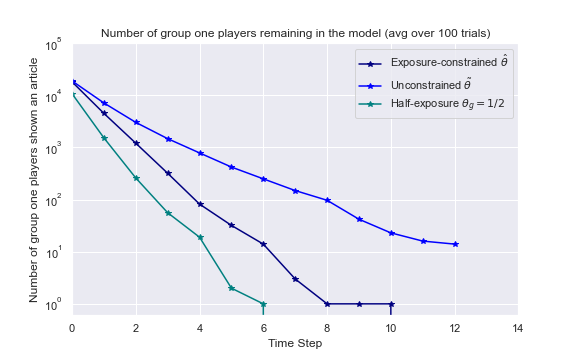 Number of group one players remaining in the model (avg over 100 trials)
Number of group one players shown an article
10^5
10^4
10^3
10^2
10^1
10^0
Exposure-constrained θ̂
Unconstrained θ̃
Half-exposure θ_g = 1/2
0 2 4 6 8 10 12 14
Time Step